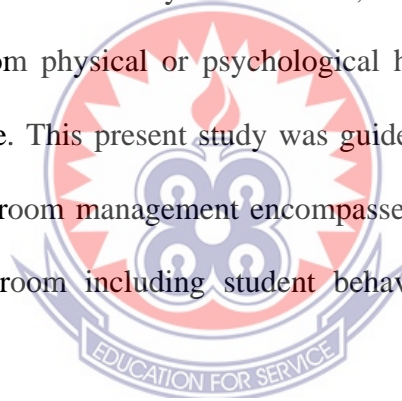 om physical or psychological h
e. This present study was guide
room management encompasse
room including student behav
EDUCATION FOR SERVICE